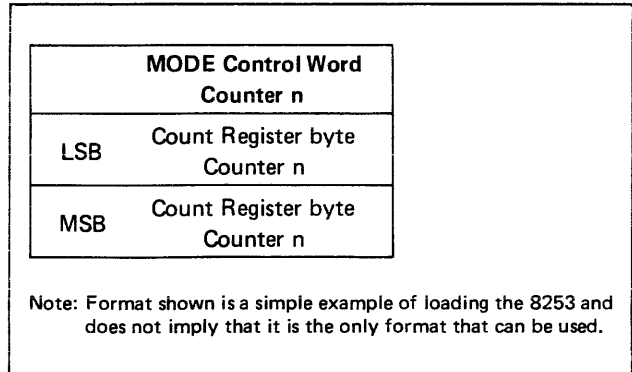 MODE Control Word
Counter n
LSB Count Register byte
Counter n
MSB Count Register byte
Counter n
Note: Format shown is a simple example of loading the 8253 and
does not imply that it is the only format that can be used.